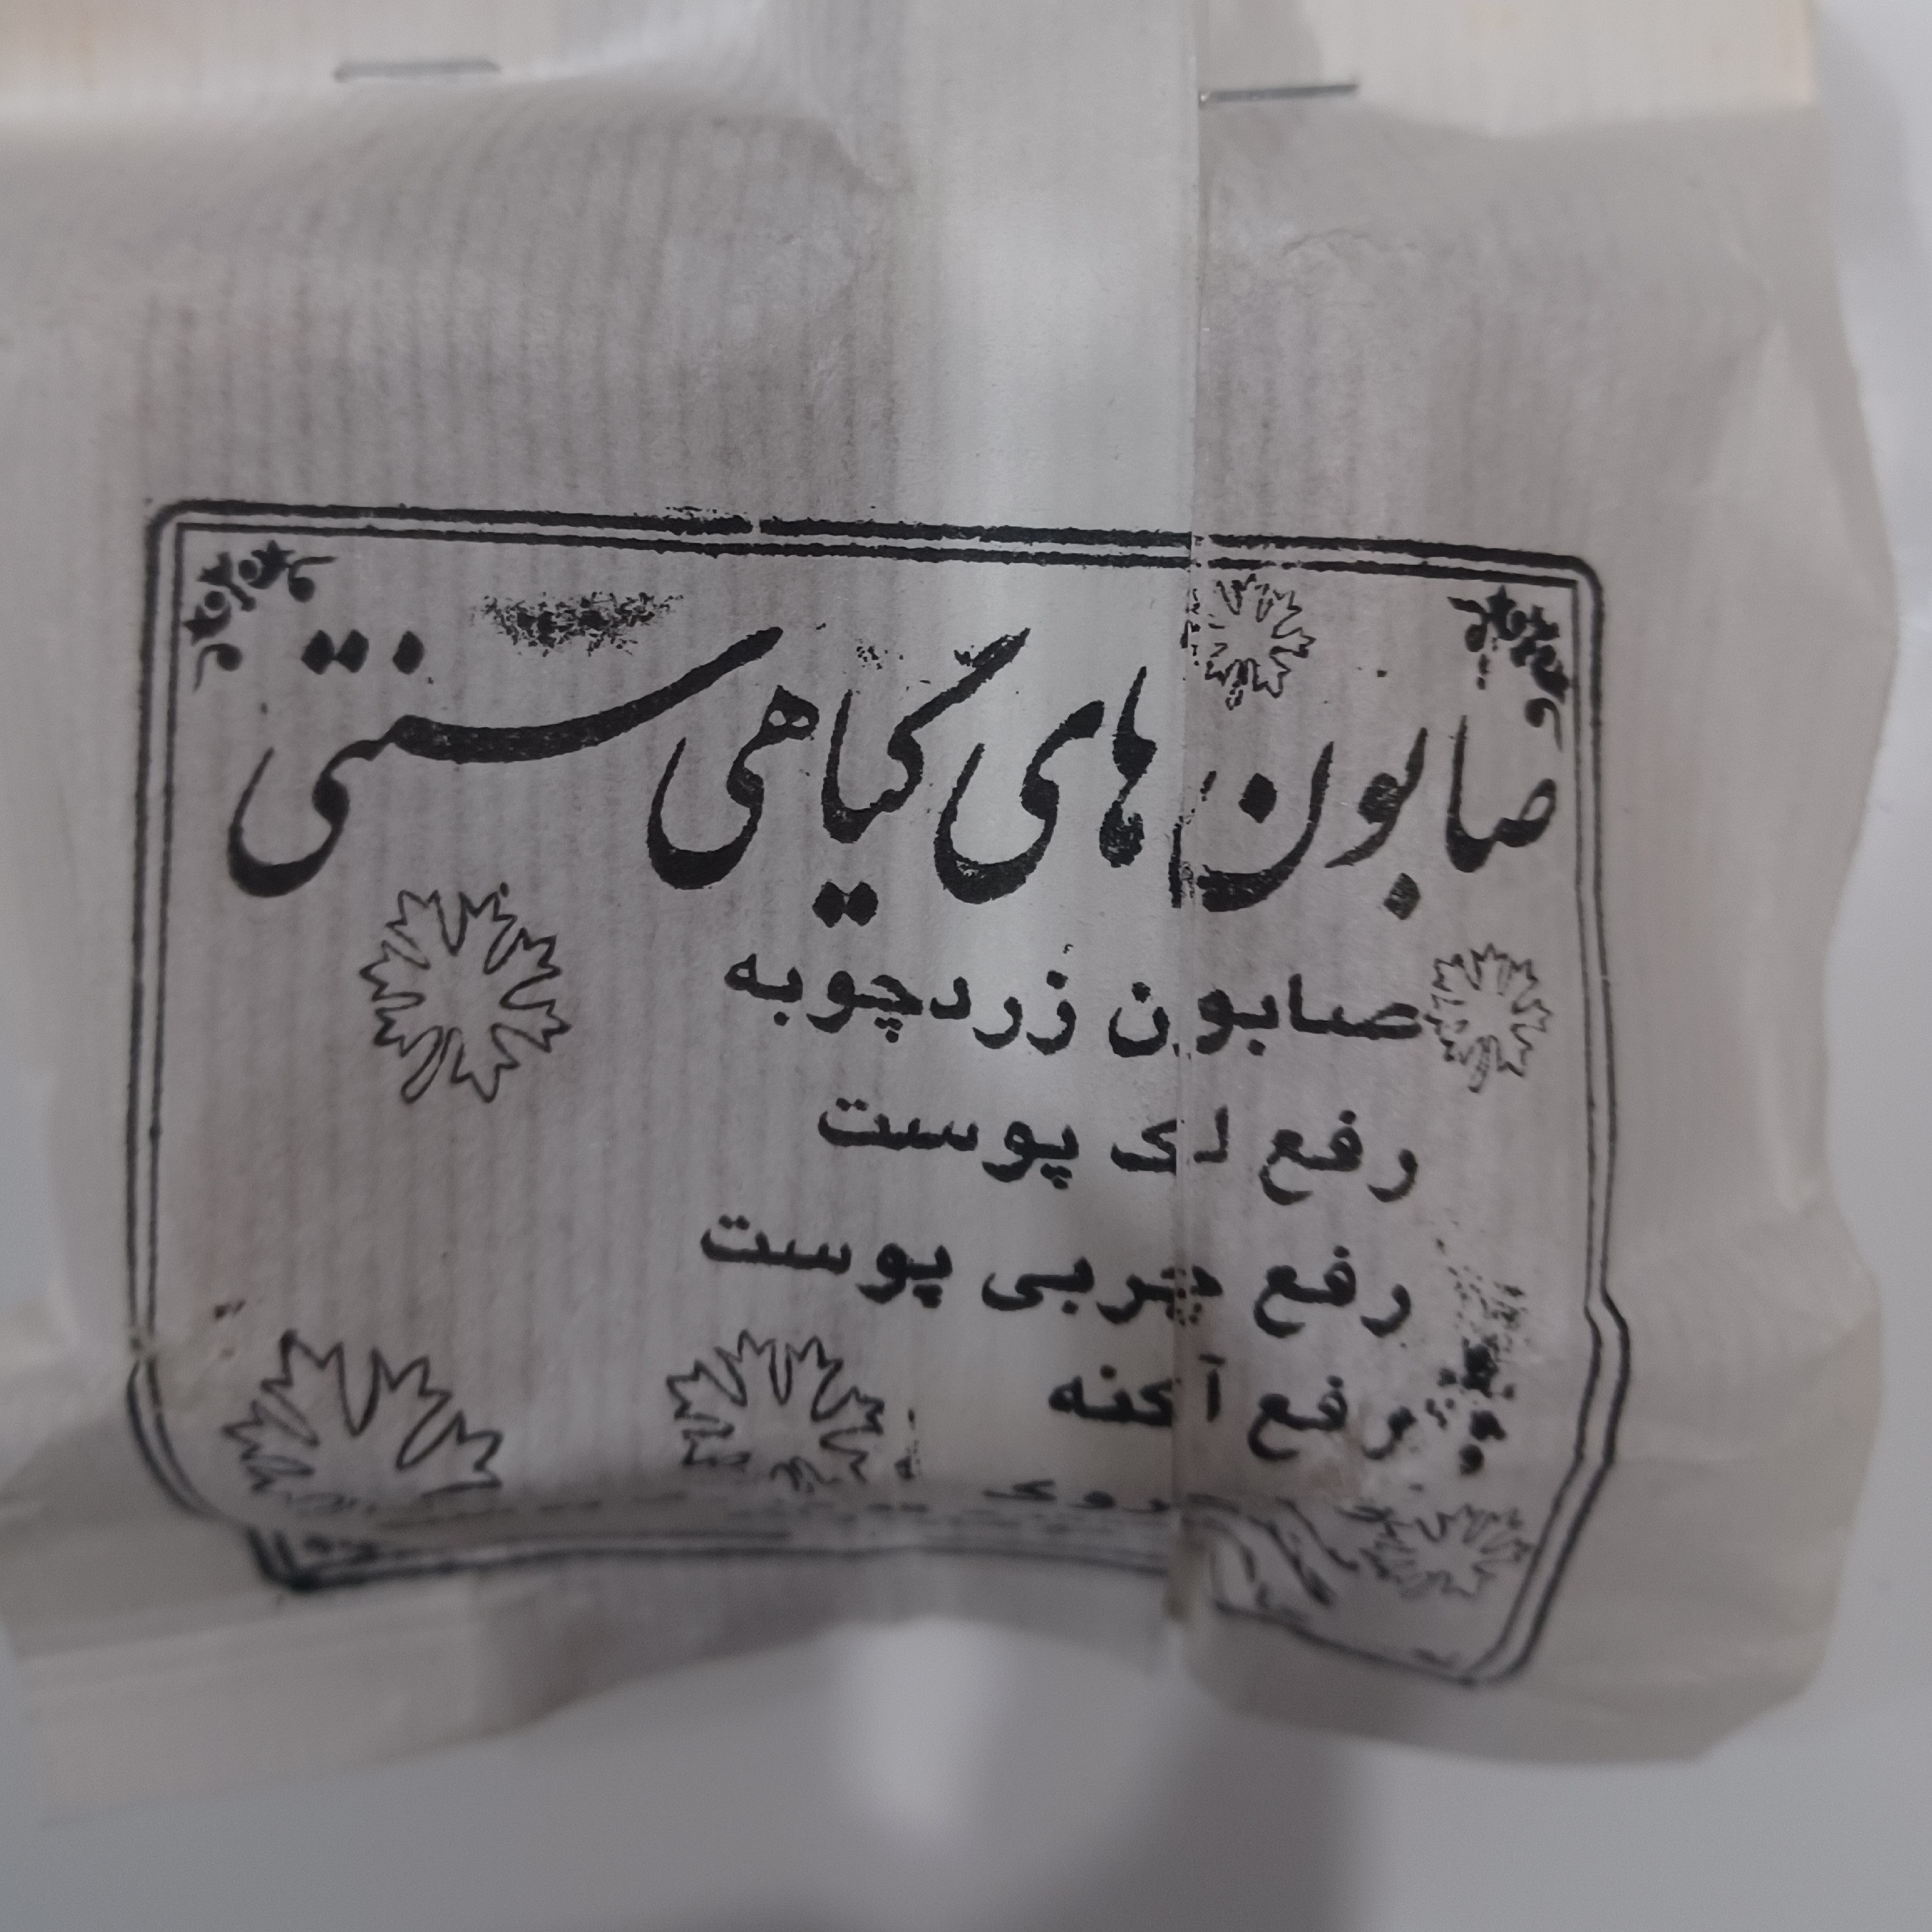 صابون های گیاهی سنتی
صابون زردچوبه
رفع لک پوست
رفع چربی پوست
رفع آکنه